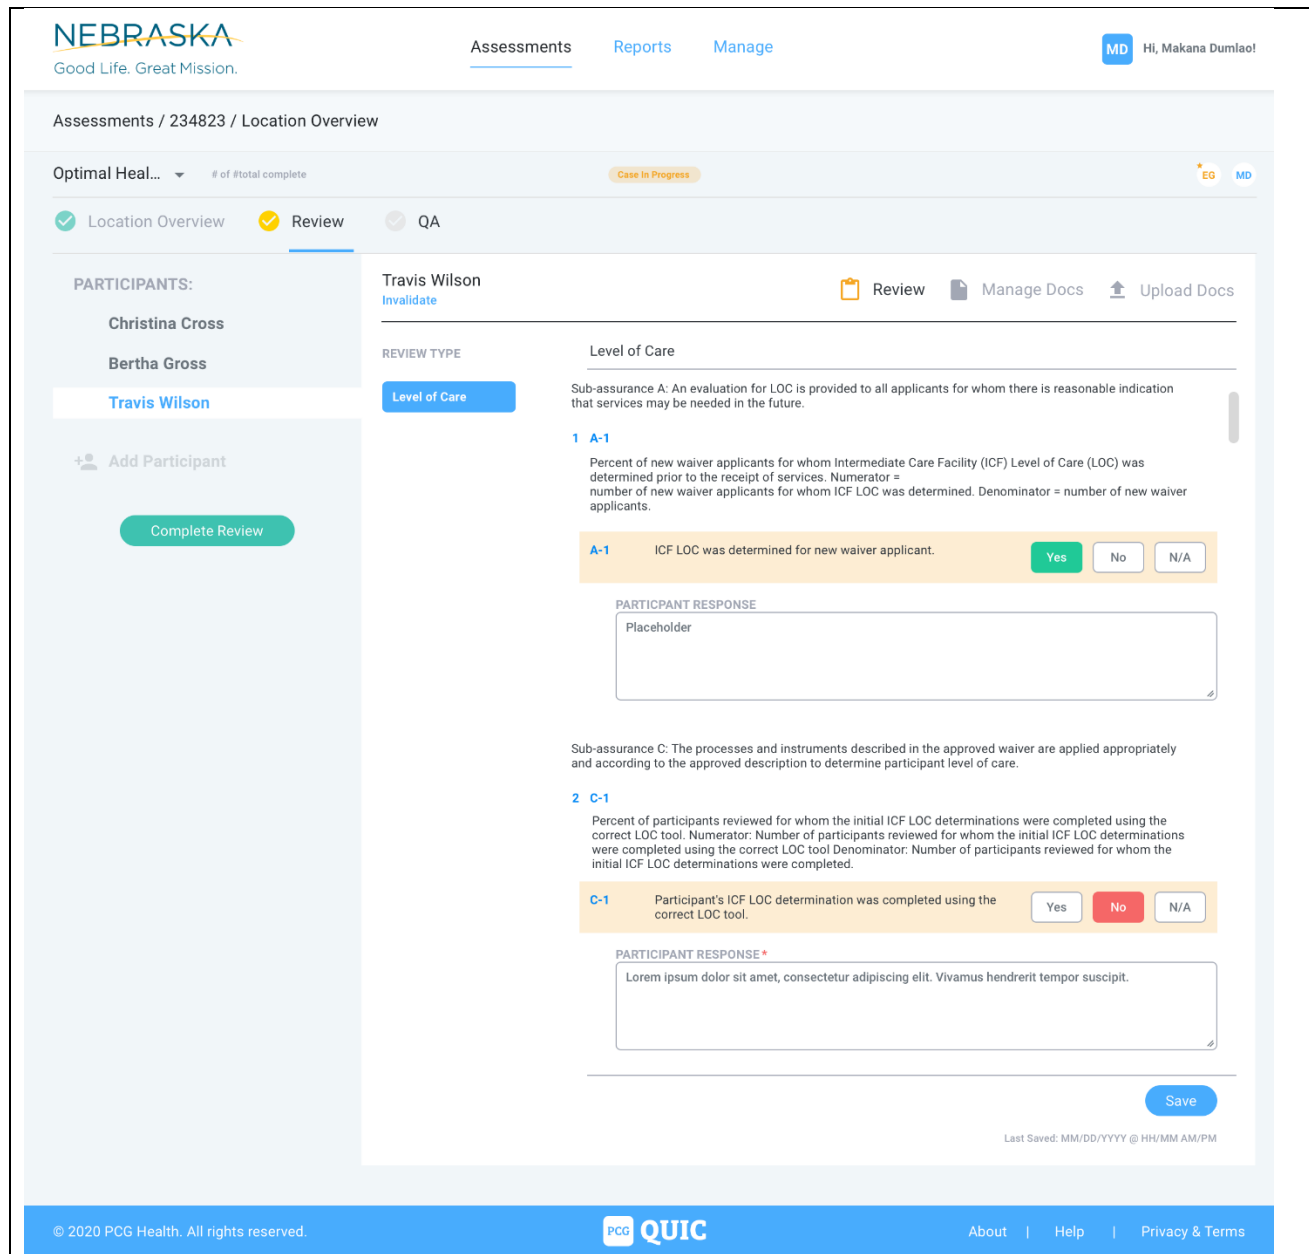 NEBRASKA
Good Life. Great Mission.
Assessments
Reports
Manage
MD
Hi, Makana Dumlao!
Assessments / 234823 / Location Overview
Optimal Heal...
# of #total complete
Case In Progress
*EG
MD
Location Overview
Review
QA
PARTICIPANTS:
Christina Cross
Bertha Gross
Travis Wilson
Add Participant
Complete Review
Travis Wilson
Invalidate
Review
Manage Docs
Upload Docs
REVIEW TYPE
Level of Care
Level of Care
Sub-assurance A: An evaluation for LOC is provided to all applicants for whom there is reasonable indication
that services may be needed in the future.
1 A-1
Percent of new waiver applicants for whom Intermediate Care Facility (ICF) Level of Care (LOC) was
determined prior to the receipt of services. Numerator =
number of new waiver applicants for whom ICF LOC was determined. Denominator = number of new waiver
applicants.
A-1 ICF LOC was determined for new waiver applicant. Yes No N/A
PARTICPANT RESPONSE
Placeholder
Sub-assurance C: The processes and instruments described in the approved waiver are applied appropriately
and according to the approved description to determine participant level of care.
2 C-1
Percent of participants reviewed for whom the initial ICF LOC determinations were completed using the
correct LOC tool. Numerator: Number of participants reviewed for whom the initial ICF LOC determinations
were completed using the correct LOC tool Denominator: Number of participants reviewed for whom the
initial ICF LOC determinations were completed.
C-1 Participant's ICF LOC determination was completed using the
correct LOC tool.
Yes No N/A
PARTICIPANT RESPONSE*
Lorem ipsum dolor sit amet, consectetur adipiscing elit. Vivamus hendrerit tempor suscipit.
Save
Last Saved: MM/DD/YYYY @ HH/MM AM/PM
© 2020 PCG Health. All rights reserved.
PCG QUIC
About | Help | Privacy & Terms